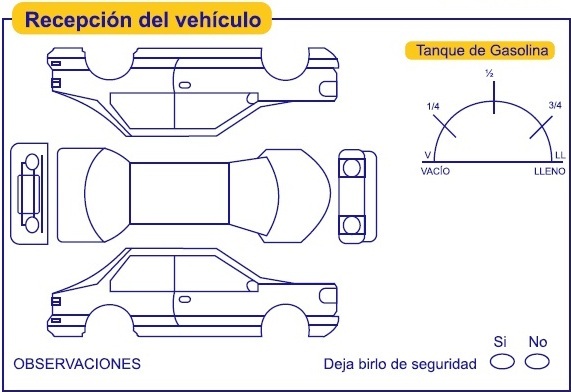 Recepción del vehículo
Tanque de Gasolina
½
1/4
3/4
V
LL
VACÍO
LLENO
Si
No
OBSERVACIONES
Deja birlo de seguridad